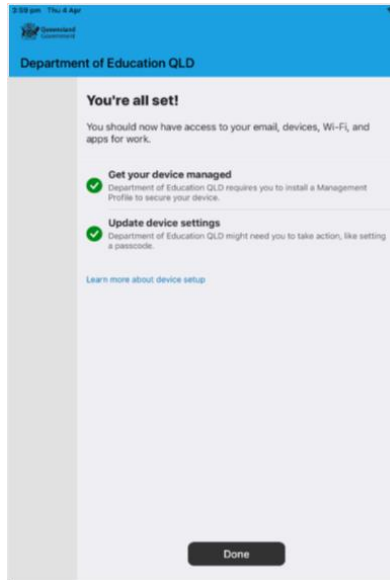 3:59 pm Thu 4 Apr
Queensland
Government
Department of Education QLD
You're all set!
You should now have access to your email, devices, Wi-Fi, and
apps for work.
Get your device managed
Department of Education QLD requires you to install a Management
Profile to secure your device.
Update device settings
Department of Education QLD might need you to take action, like setting
a passcode.
Learn more about device setup
Done